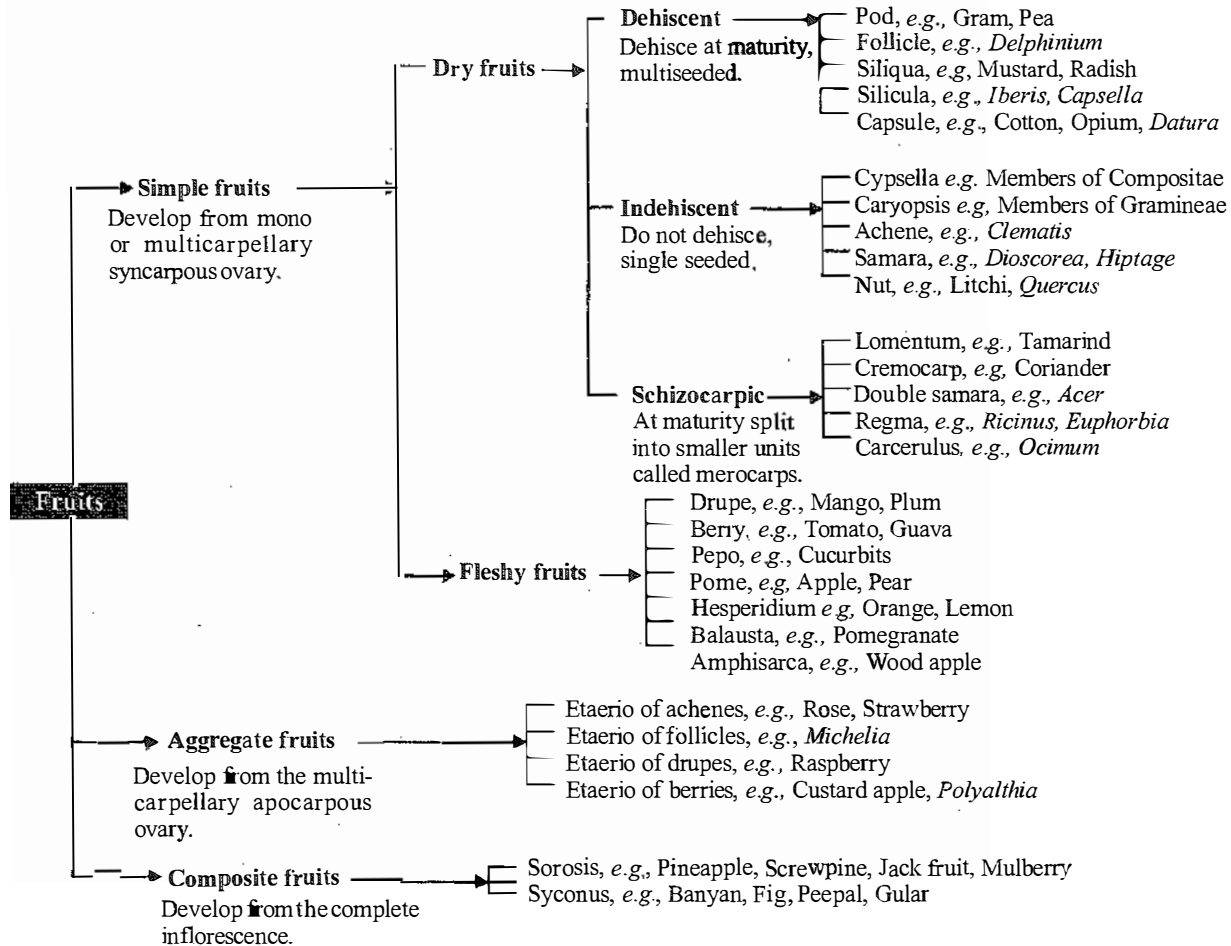 Fruits
Simple fruits
Develop from mono
or multicarpellary
syncarpous ovary.
Dry fruits
Dehiscent
Dehisce at maturity,
multiseeded.
Pod, e.g., Gram, Pea
Follicle, e.g., Delphinium
Siliqua, e.g, Mustard, Radish
Silicula, e.g., Iberis, Capsella
Capsule, e.g., Cotton, Opium, Datura
Indehiscent
Do not dehisce,
single seeded.
Cypsella e.g. Members of Compositae
Caryopsis e.g, Members of Gramineae
Achene, e.g., Clematis
Samara, e.g., Dioscorea, Hiptage
Nut, e.g., Litchi, Quercus
Schizocarpic
At maturity split
into smaller units
called merocarps.
Lomentum, e.g., Tamarind
Cremocarp, e.g, Coriander
Double samara, e.g., Acer
Regma, e.g., Ricinus, Euphorbia
Carcerulus, e.g., Ocimum
Fleshy fruits
Drupe, e.g., Mango, Plum
Berry, e.g., Tomato, Guava
Pepo, e.g., Cucurbits
Pome, e.g, Apple, Pear
Hesperidium e.g, Orange, Lemon
Balausta, e.g., Pomegranate
Amphisarca, e.g., Wood apple
Aggregate fruits
Develop from the multi-
carpellary apocarpous
ovary.
Etaerio of achenes, e.g., Rose, Strawberry
Etaerio of follicles, e.g., Michelia
Etaerio of drupes, e.g., Raspberry
Etaerio of berries, e.g., Custard apple, Polyalthia
Composite fruits
Develop from the complete
inflorescence.
Sorosis, e.g., Pineapple, Screwpine, Jack fruit, Mulberry
Syconus, e.g., Banyan, Fig, Peepal, Gular